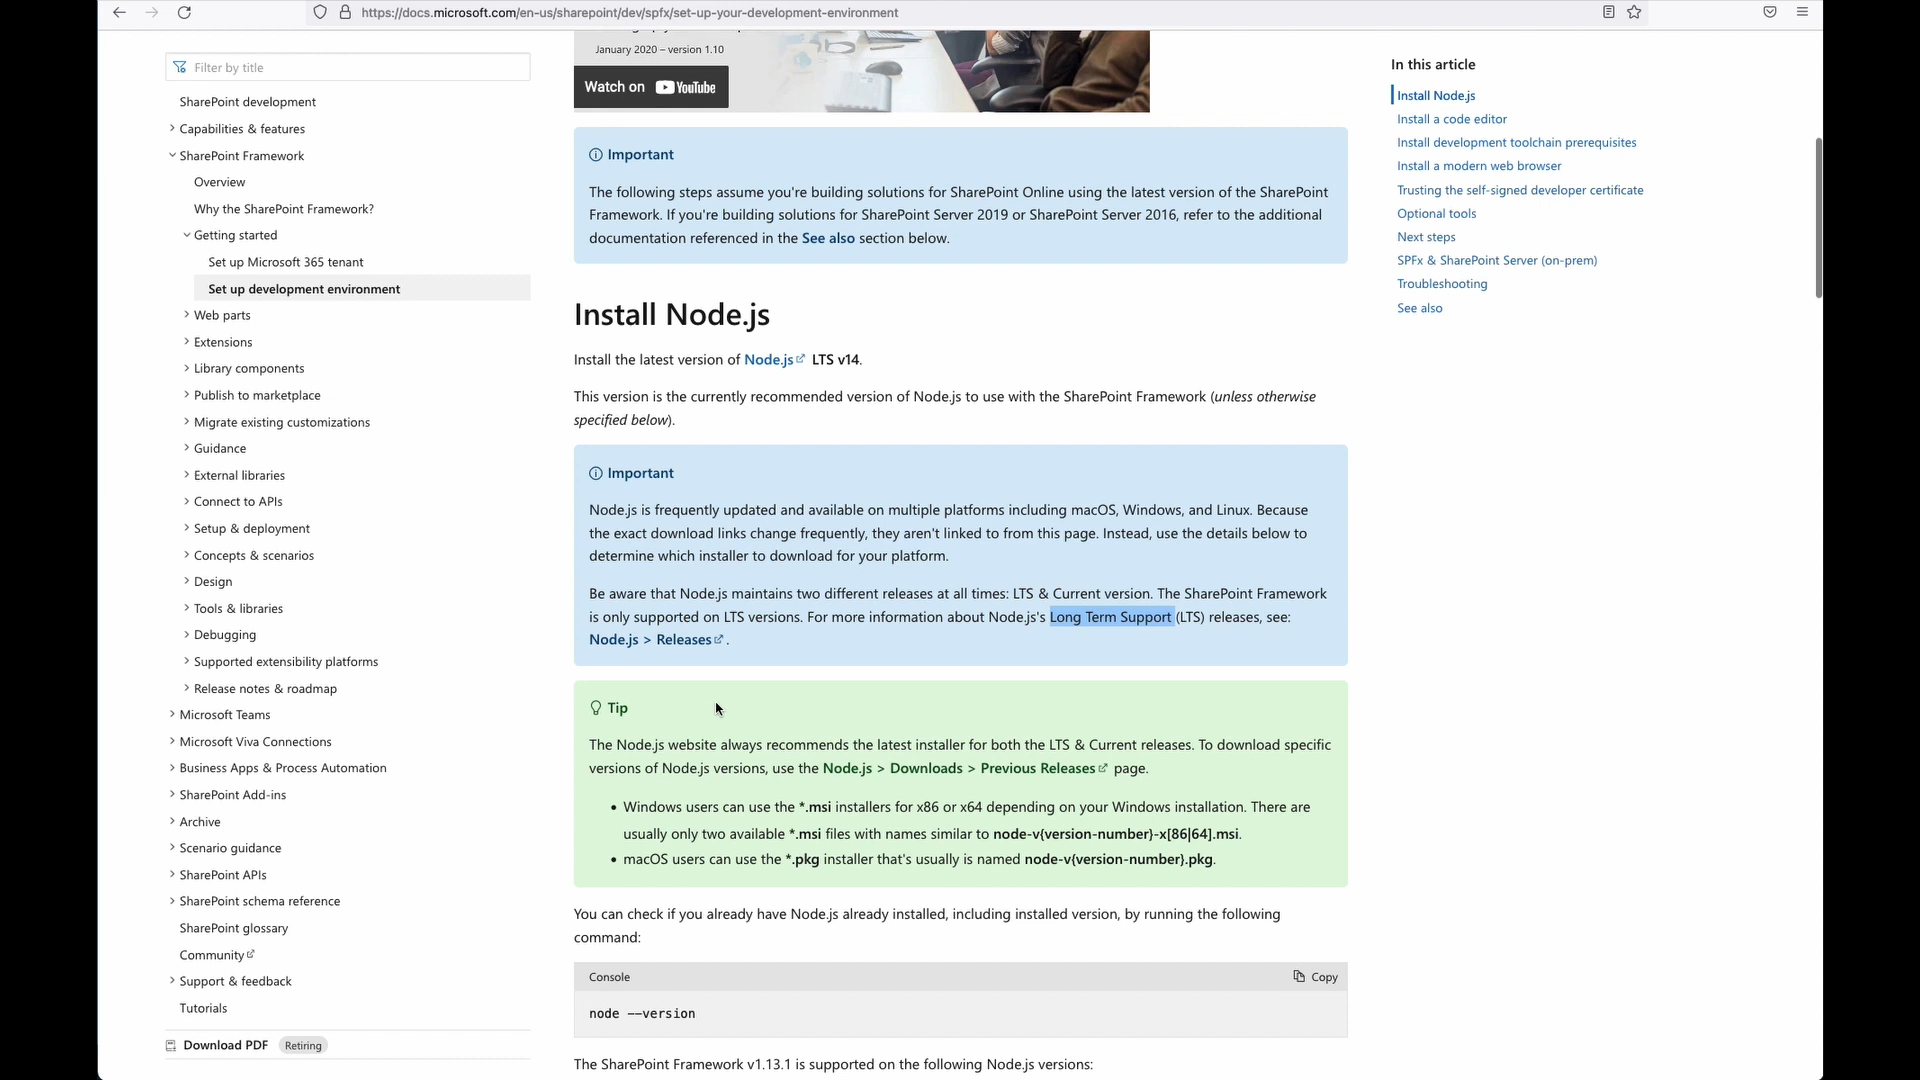 https://docs.microsoft.com/en-us/sharepoint/dev/spfx/set-up-your-development-environment
Filter by title
SharePoint development
Capabilities & features
SharePoint Framework
Overview
Why the SharePoint Framework?
Getting started
Set up Microsoft 365 tenant
Set up development environment
Web parts
Extensions
Library components
Publish to marketplace
Migrate existing customizations
Guidance
External libraries
Connect to APIs
Setup & deployment
Concepts & scenarios
Design
Tools & libraries
Debugging
Supported extensibility platforms
Release notes & roadmap
Microsoft Teams
Microsoft Viva Connections
Business Apps & Process Automation
SharePoint Add-ins
Archive
Scenario guidance
SharePoint APIs
SharePoint schema reference
SharePoint glossary
Community
Support & feedback
Tutorials
Download PDF Retiring
January 2020 – version 1.10
Watch on YouTube
Important
The following steps assume you're building solutions for SharePoint Online using the latest version of the SharePoint
Framework. If you're building solutions for SharePoint Server 2019 or SharePoint Server 2016, refer to the additional
documentation referenced in the See also section below.
Install Node.js
Install the latest version of Node.js LTS v14.
This version is the currently recommended version of Node.js to use with the SharePoint Framework (unless otherwise
specified below).
Important
Node.js is frequently updated and available on multiple platforms including macOS, Windows, and Linux. Because
the exact download links change frequently, they aren't linked to from this page. Instead, use the details below to
determine which installer to download for your platform.
Be aware that Node.js maintains two different releases at all times: LTS & Current version. The SharePoint Framework
is only supported on LTS versions. For more information about Node.js's Long Term Support (LTS) releases, see:
Node.js > Releases .
Tip
The Node.js website always recommends the latest installer for both the LTS & Current releases. To download specific
versions of Node.js versions, use the Node.js > Downloads > Previous Releases page.
• Windows users can use the *.msi installers for x86 or x64 depending on your Windows installation. There are
usually only two available *.msi files with names similar to node-v{version-number}-x[86|64].msi.
• macOS users can use the *.pkg installer that's usually is named node-v{version-number}.pkg.
You can check if you already have Node.js already installed, including installed version, by running the following
command:
Console Copy
node --version
The SharePoint Framework v1.13.1 is supported on the following Node.js versions:
In this article
Install Node.js
Install a code editor
Install development toolchain prerequisites
Install a modern web browser
Trusting the self-signed developer certificate
Optional tools
Next steps
SPFx & SharePoint Server (on-prem)
Troubleshooting
See also